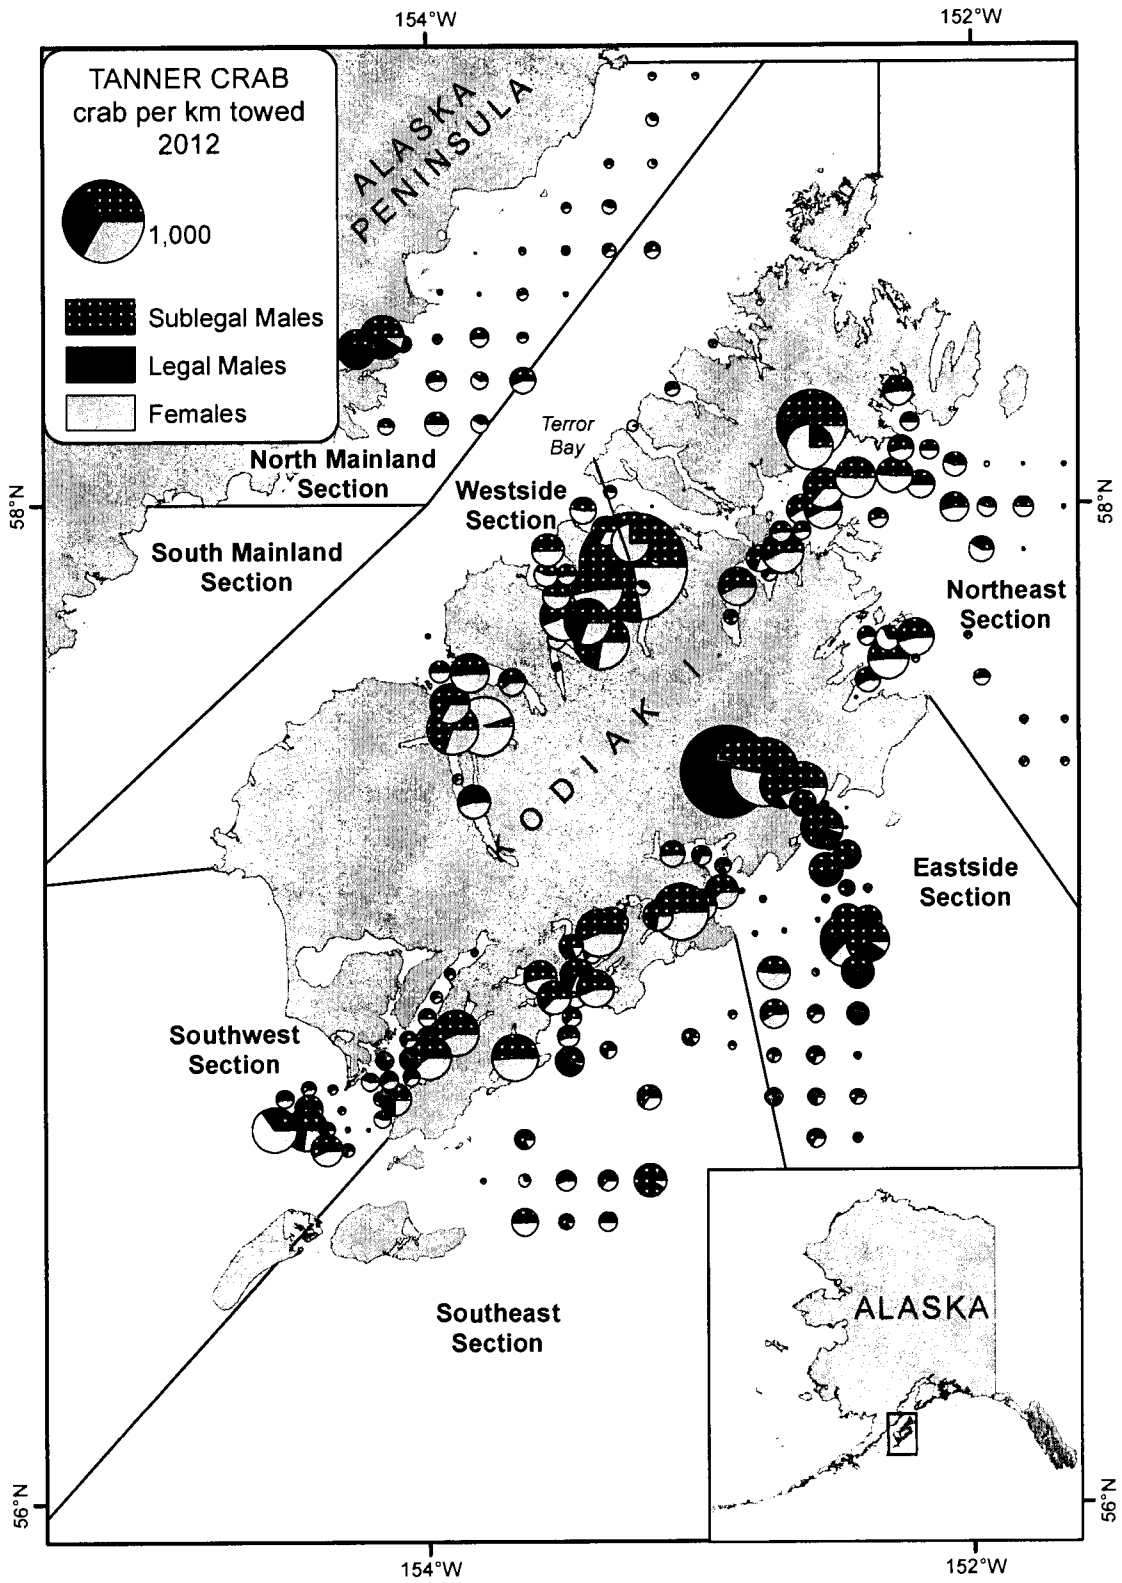 154°W
152°W
TANNER CRAB
crab per km towed
2012
1,000
Sublegal Males
Legal Males
Females
ALASKA
PENINSULA
Terror
Bay
North Mainland
Section
58°N
58°N
Westside
Section
South Mainland
Section
Northeast
Section
KODIAK I
Eastside
Section
Southwest
Section
Southeast
Section
ALASKA
56°N
56°N
154°W
152°W